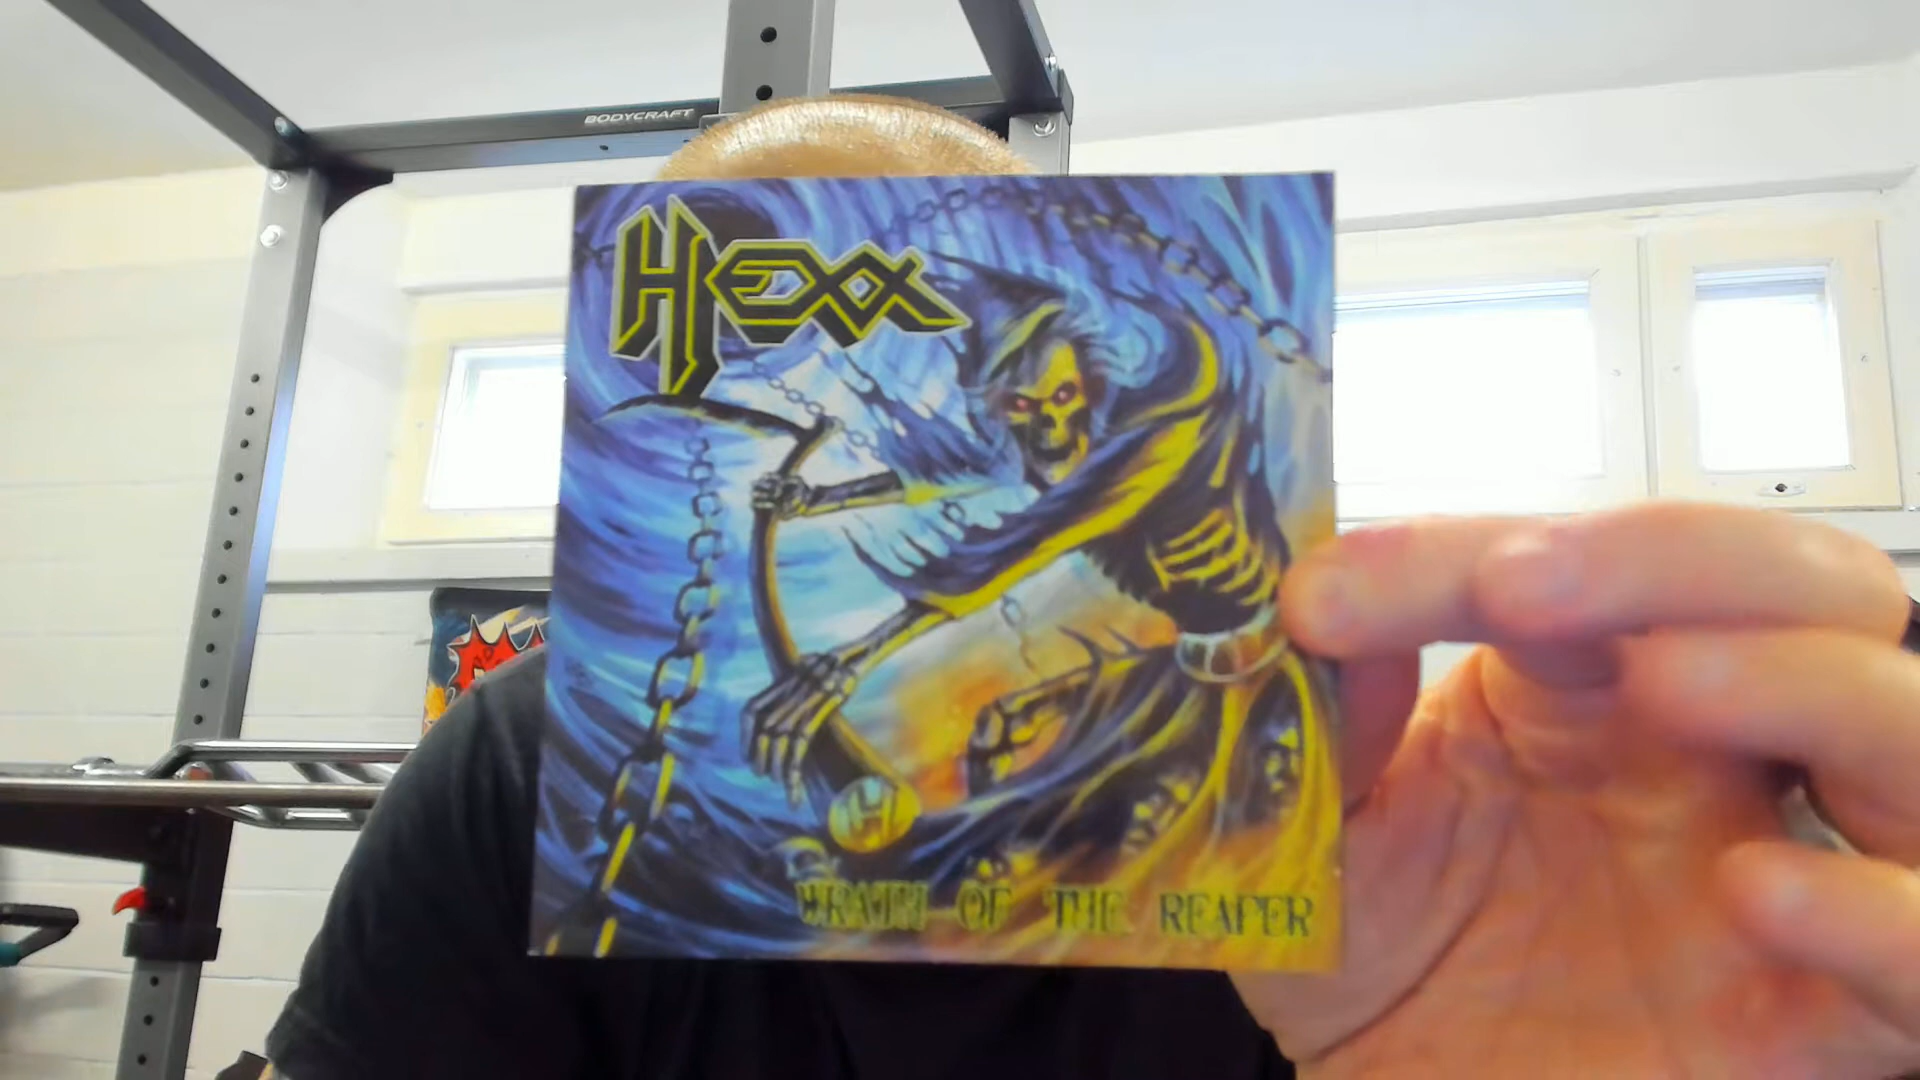 BODYCRAFT
HEXX
H
WRATH OF THE REAPER